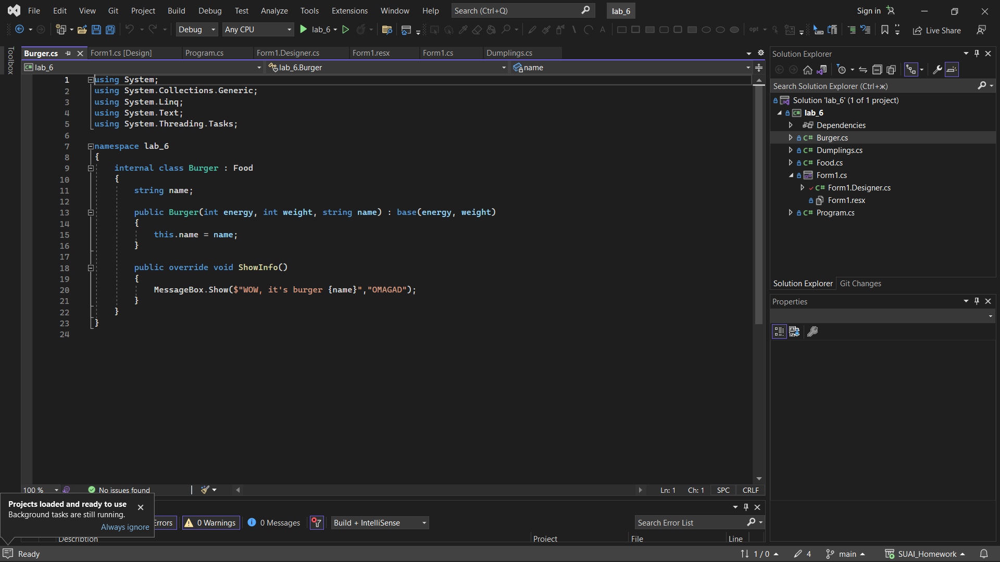 File Edit View Git Project Build Debug Test Analyze Tools Extensions Window Help Search (Ctrl+Q) lab_6 Sign in
Debug Any CPU lab_6 opt Live Share
Toolbox
Burger.cs Form1.cs [Design] Program.cs Form1.Designer.cs Form1.resx Form1.cs Dumplings.cs
C# lab_6 lab_6.Burger name
1 using System;
2 using System.Collections.Generic;
3 using System.Linq;
4 using System.Text;
5 using System.Threading.Tasks;
6
7 namespace lab_6
8 {
9 internal class Burger : Food
10 {
11 string name;
12
13 public Burger(int energy, int weight, string name) : base(energy, weight)
14 {
15 this.name = name;
16 }
17
18 public override void ShowInfo()
19 {
20 MessageBox.Show($"WOW, it's burger {name}","OMAGAD");
21 }
22 }
23 }
24
100 % No issues found Ln: 1 Ch: 1 SPC CRLF
Projects loaded and ready to use
Background tasks are still running.
Always ignore
Errors 0 Warnings 0 Messages Build + IntelliSense Search Error List
Description Project File Line
Solution Explorer
Search Solution Explorer (Ctrl+ж)
Solution 'lab_6' (1 of 1 project)
C# lab_6
Dependencies
C# Burger.cs
C# Dumplings.cs
C# Food.cs
Form1.cs
C# Form1.Designer.cs
Form1.resx
C# Program.cs
Solution Explorer Git Changes
Properties
Ready 1 / 0 4 main SUAI_Homework